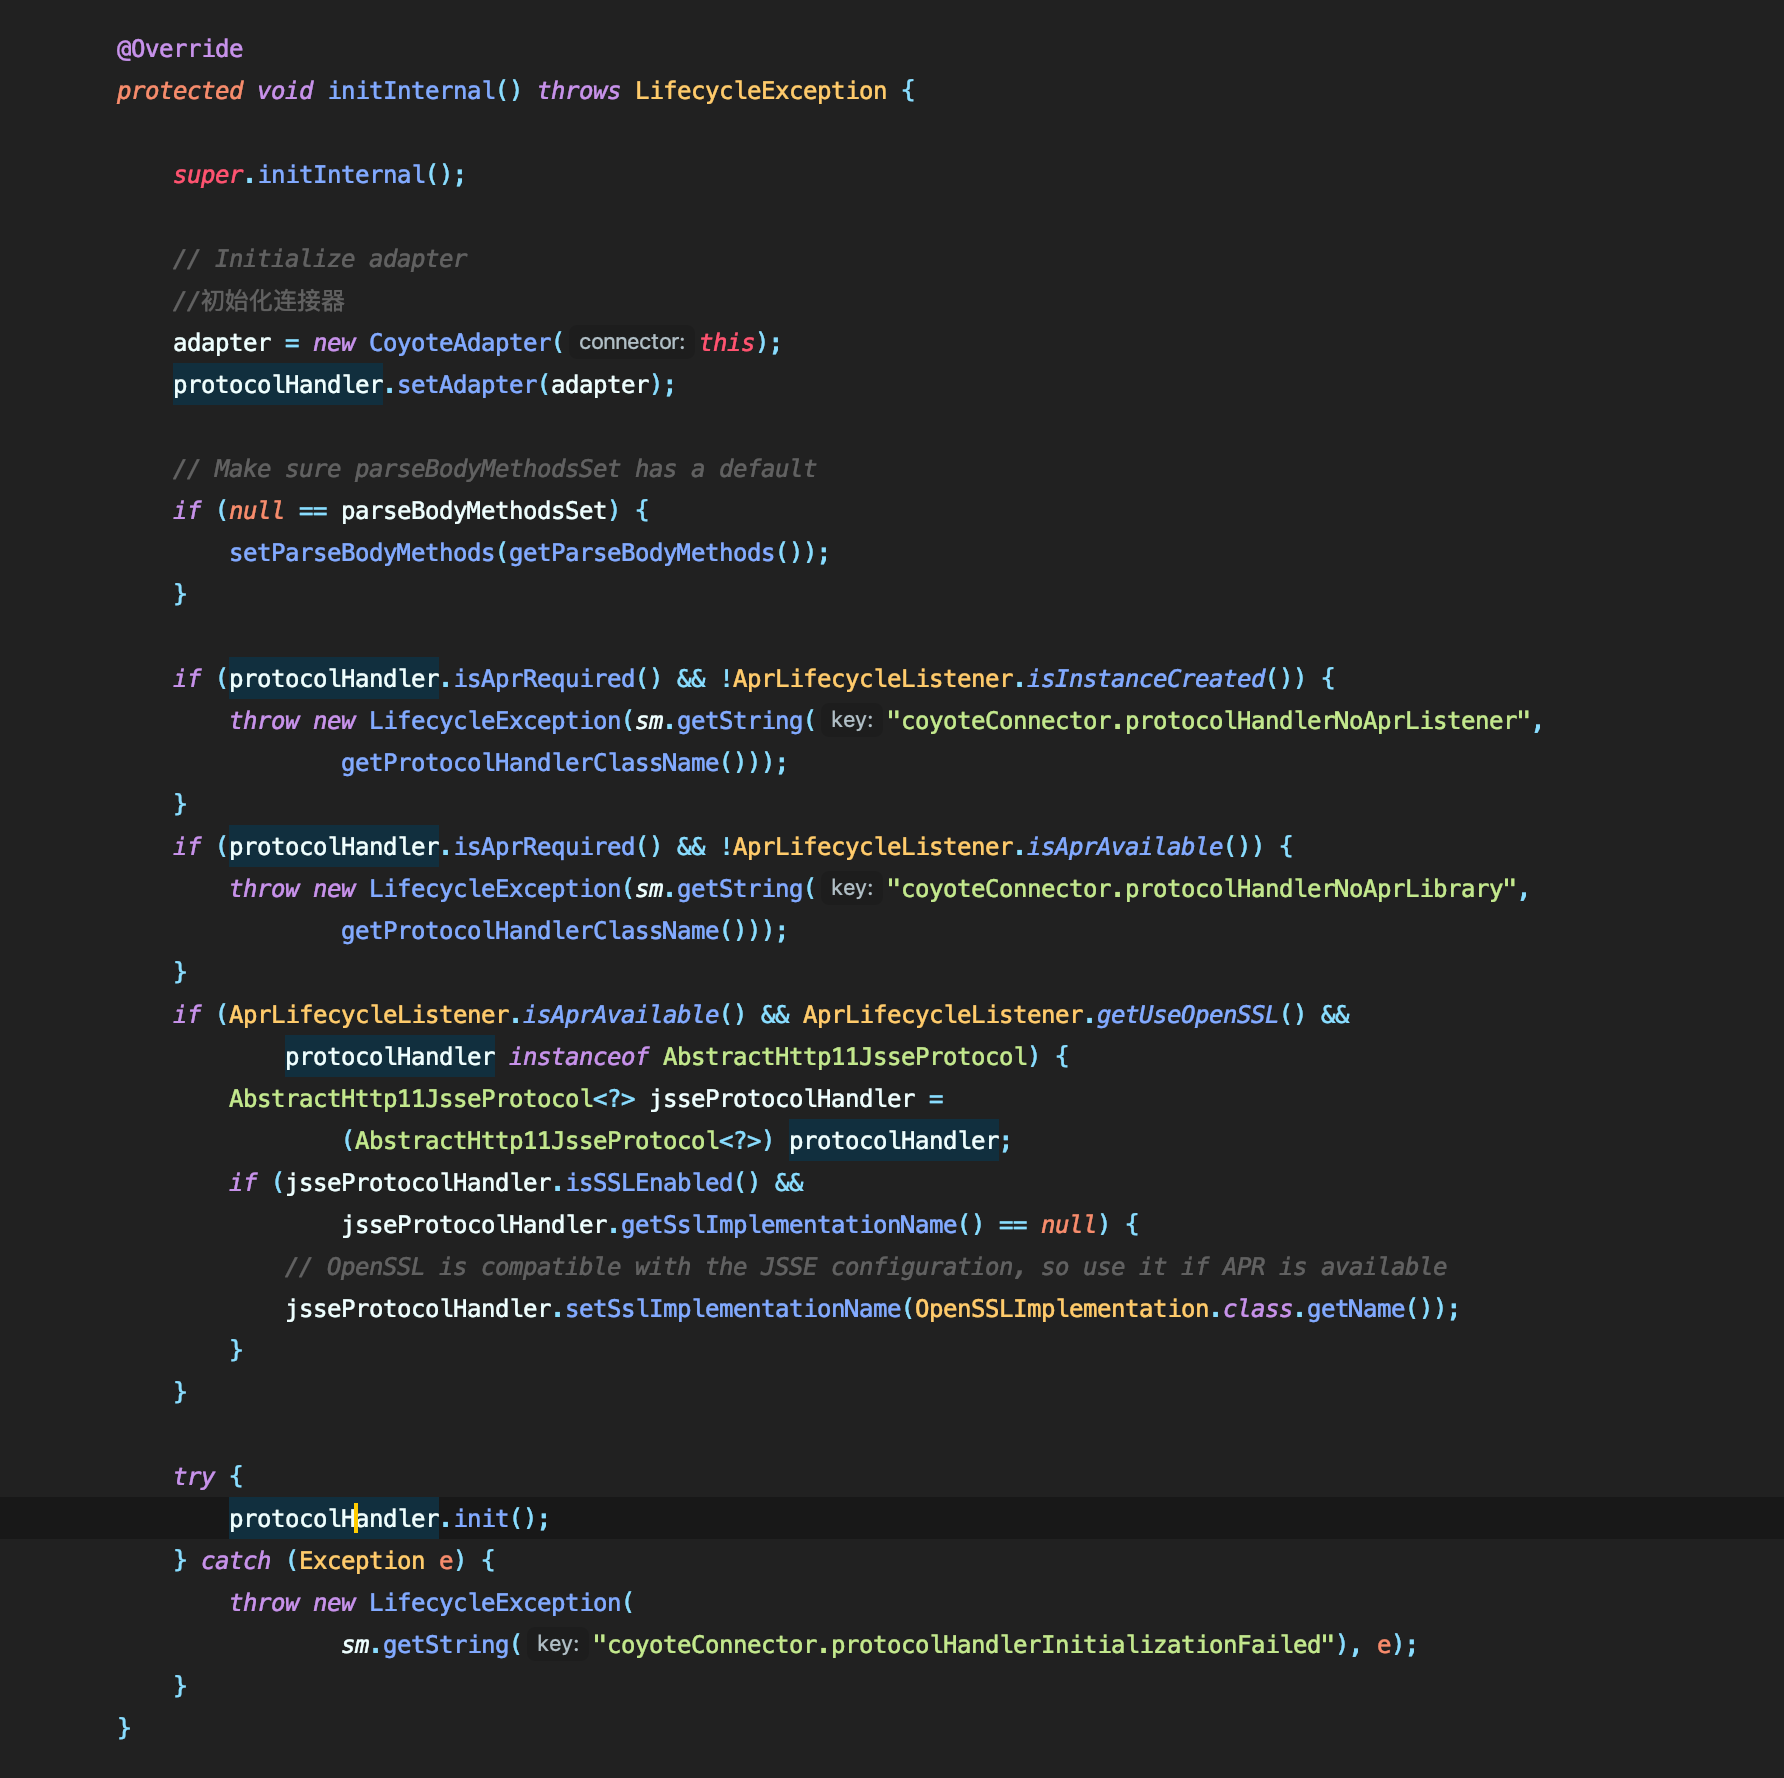 @Override
protected void initInternal() throws LifecycleException {
super.initInternal();
// Initialize adapter
//初始化连接器
adapter = new CoyoteAdapter( connector: this);
protocolHandler.setAdapter(adapter);
// Make sure parseBodyMethodsSet has a default
if (null == parseBodyMethodsSet) {
setParseBodyMethods(getParseBodyMethods());
}
if (protocolHandler.isAprRequired() && !AprLifecycleListener.isInstanceCreated()) {
throw new LifecycleException(sm.getString( key: "coyoteConnector.protocolHandlerNoAprListener",
getProtocolHandlerClassName()));
}
if (protocolHandler.isAprRequired() && !AprLifecycleListener.isAprAvailable()) {
throw new LifecycleException(sm.getString( key: "coyoteConnector.protocolHandlerNoAprLibrary",
getProtocolHandlerClassName()));
}
if (AprLifecycleListener.isAprAvailable() && AprLifecycleListener.getUseOpenSSL() &&
protocolHandler instanceof AbstractHttp11JsseProtocol) {
AbstractHttp11JsseProtocol<?> jsseProtocolHandler =
(AbstractHttp11JsseProtocol<?>) protocolHandler;
if (jsseProtocolHandler.isSSLEnabled() &&
jsseProtocolHandler.getSslImplementationName() == null) {
// OpenSSL is compatible with the JSSE configuration, so use it if APR is available
jsseProtocolHandler.setSslImplementationName(OpenSSLImplementation.class.getName());
}
}
try {
protocolHandler.init();
} catch (Exception e) {
throw new LifecycleException(
sm.getString( key: "coyoteConnector.protocolHandlerInitializationFailed"), e);
}
}